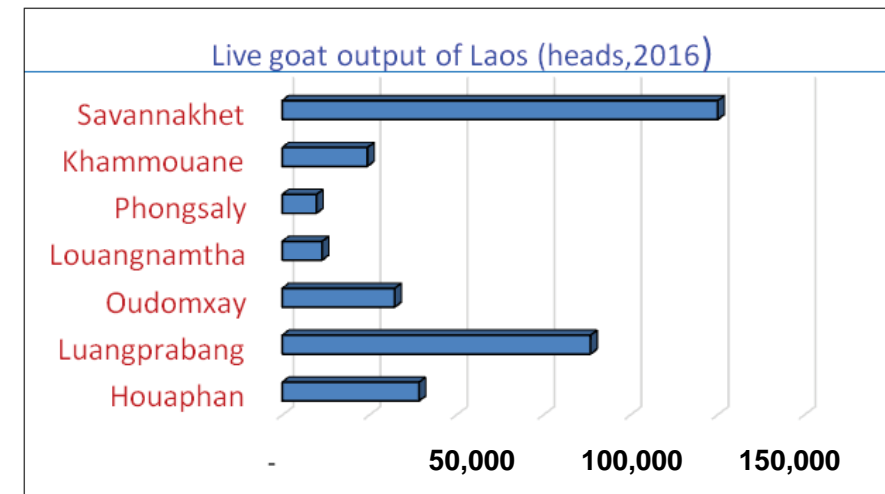 Live goat output of Laos (heads,2016)
Savannakhet
Khammouane
Phongsaly
Louangnamtha
Oudomxay
Luangprabang
Houaphan
- 50,000 100,000 150,000